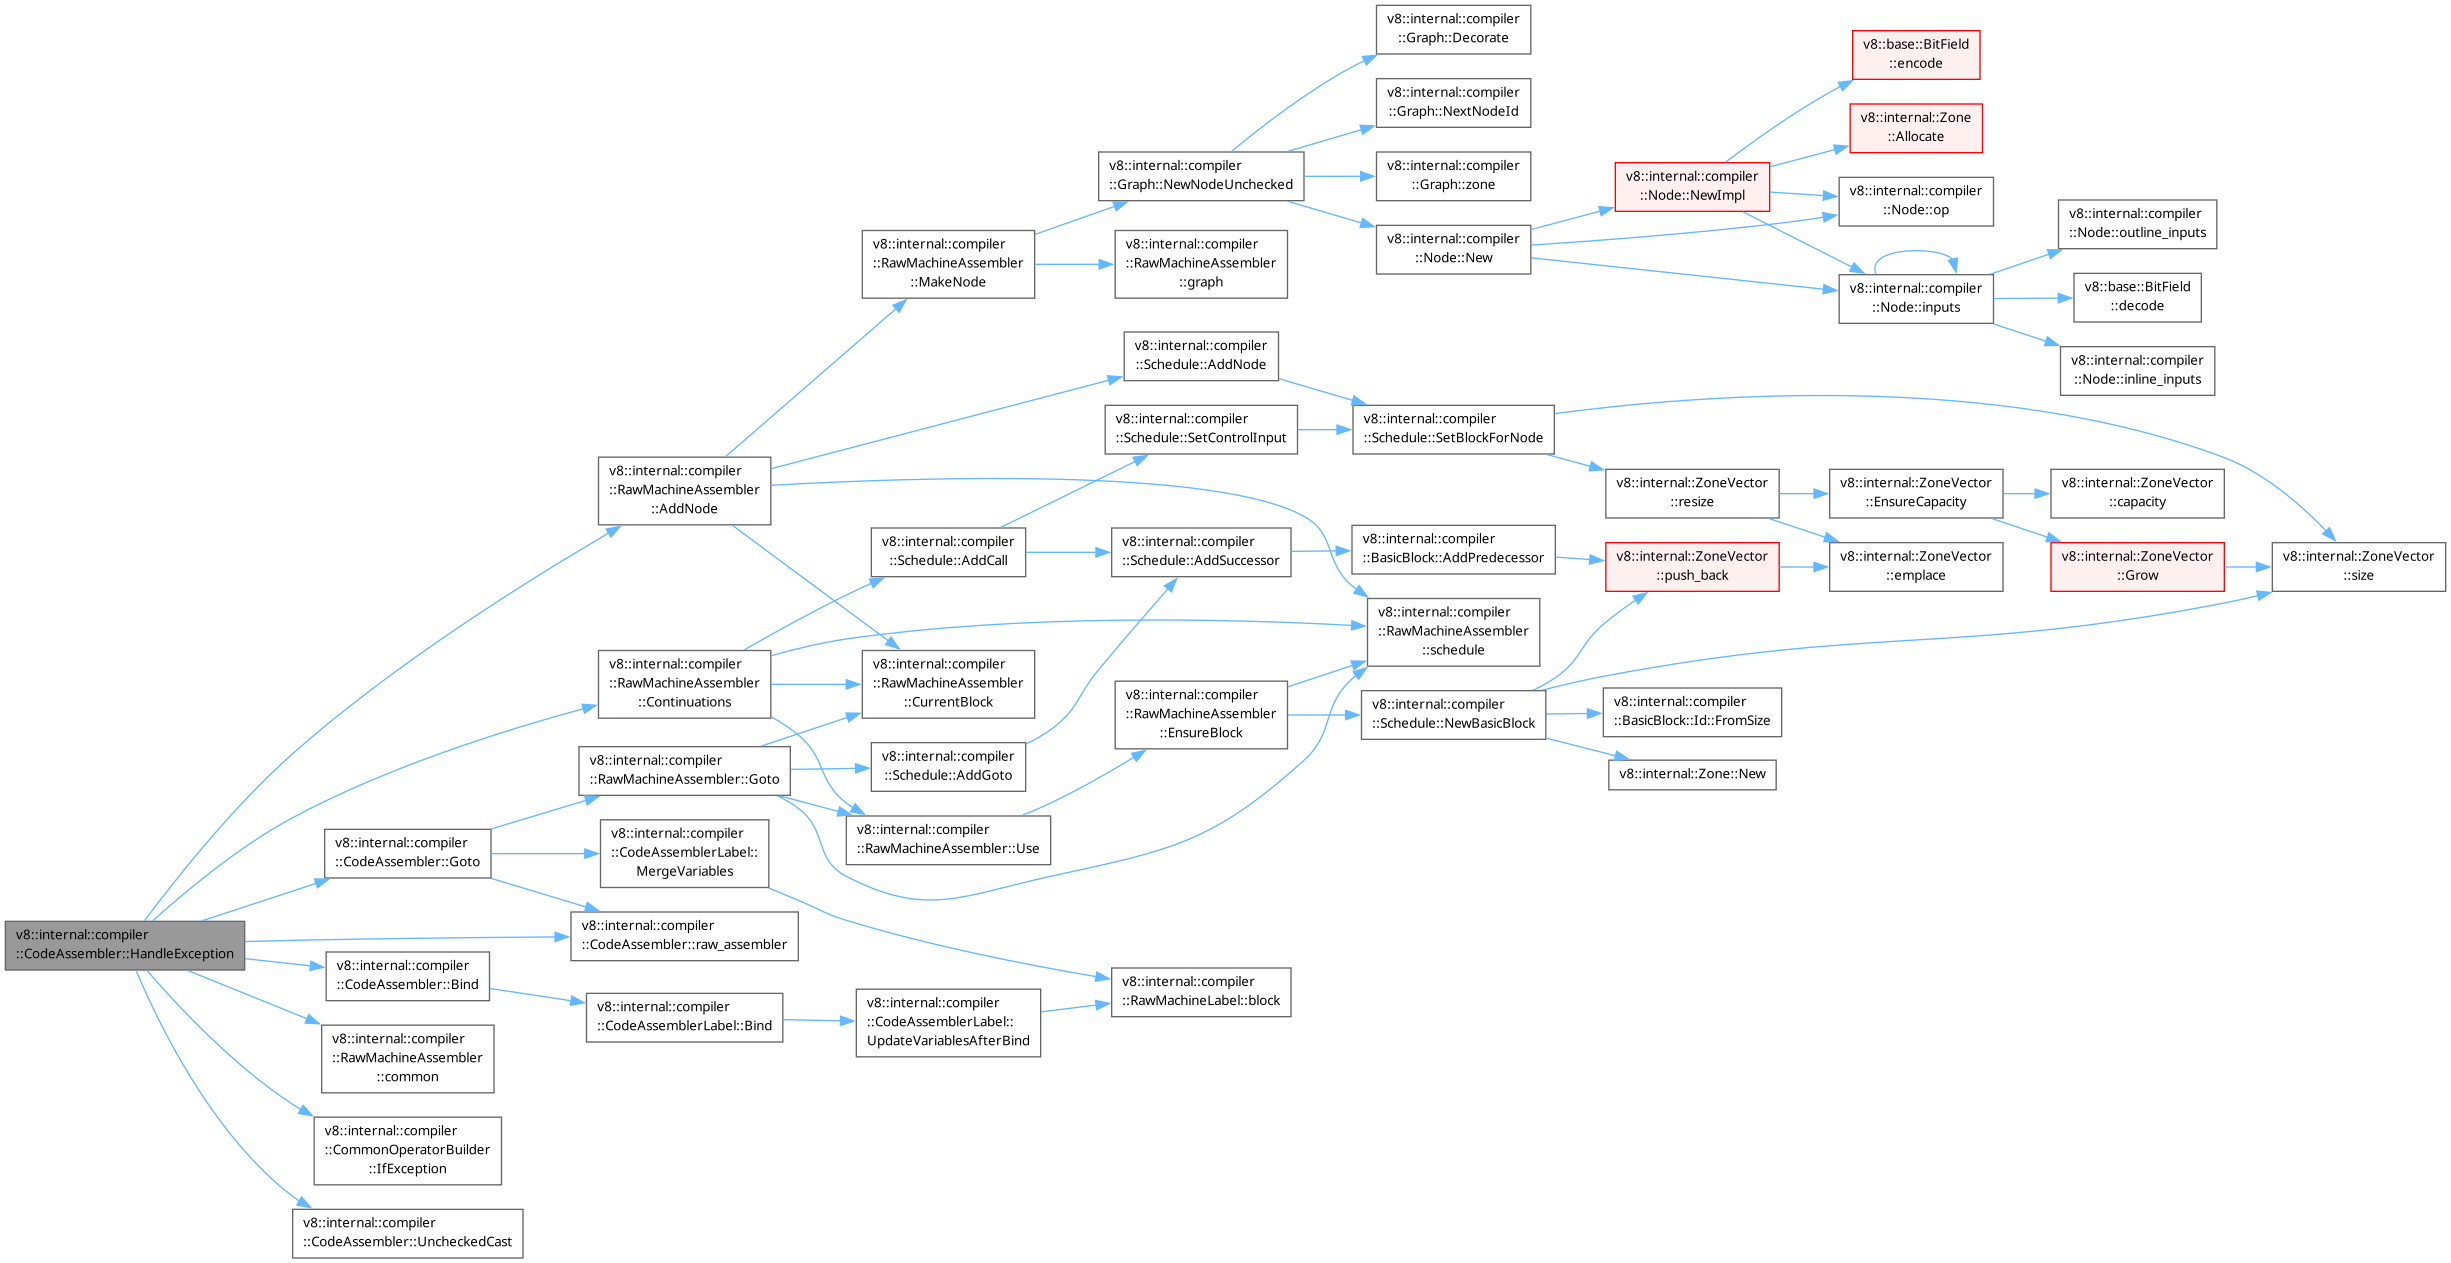 v8::internal::compiler
::CodeAssembler::HandleException
v8::internal::compiler
::RawMachineAssembler
::AddNode
v8::internal::compiler
::RawMachineAssembler
::MakeNode
v8::internal::compiler
::Graph::NewNodeUnchecked
v8::internal::compiler
::Graph::Decorate
v8::internal::compiler
::Graph::NextNodeId
v8::internal::compiler
::Graph::zone
v8::internal::compiler
::Node::New
v8::internal::compiler
::Node::NewImpl
v8::base::BitField
::encode
v8::internal::Zone
::Allocate
v8::internal::compiler
::Node::op
v8::internal::compiler
::Node::inputs
v8::internal::compiler
::Node::outline_inputs
v8::base::BitField
::decode
v8::internal::compiler
::Node::inline_inputs
v8::internal::compiler
::RawMachineAssembler
::graph
v8::internal::compiler
::Schedule::AddNode
v8::internal::compiler
::Schedule::SetControlInput
v8::internal::compiler
::Schedule::SetBlockForNode
v8::internal::ZoneVector
::resize
v8::internal::ZoneVector
::EnsureCapacity
v8::internal::ZoneVector
::capacity
v8::internal::ZoneVector
::Grow
v8::internal::ZoneVector
::size
v8::internal::ZoneVector
::emplace
v8::internal::ZoneVector
::push_back
v8::internal::compiler
::BasicBlock::AddPredecessor
v8::internal::compiler
::Schedule::AddSuccessor
v8::internal::compiler
::Schedule::AddCall
v8::internal::compiler
::RawMachineAssembler
::schedule
v8::internal::compiler
::RawMachineAssembler
::Continuations
v8::internal::compiler
::RawMachineAssembler
::CurrentBlock
v8::internal::compiler
::RawMachineAssembler
::EnsureBlock
v8::internal::compiler
::Schedule::NewBasicBlock
v8::internal::compiler
::BasicBlock::Id::FromSize
v8::internal::Zone::New
v8::internal::compiler
::RawMachineAssembler::Goto
v8::internal::compiler
::Schedule::AddGoto
v8::internal::compiler
::RawMachineAssembler::Use
v8::internal::compiler
::CodeAssembler::Goto
v8::internal::compiler
::CodeAssemblerLabel::
MergeVariables
v8::internal::compiler
::CodeAssembler::raw_assembler
v8::internal::compiler
::CodeAssembler::Bind
v8::internal::compiler
::CodeAssemblerLabel::Bind
v8::internal::compiler
::CodeAssemblerLabel::
UpdateVariablesAfterBind
v8::internal::compiler
::RawMachineLabel::block
v8::internal::compiler
::RawMachineAssembler
::common
v8::internal::compiler
::CommonOperatorBuilder
::IfException
v8::internal::compiler
::CodeAssembler::UncheckedCast